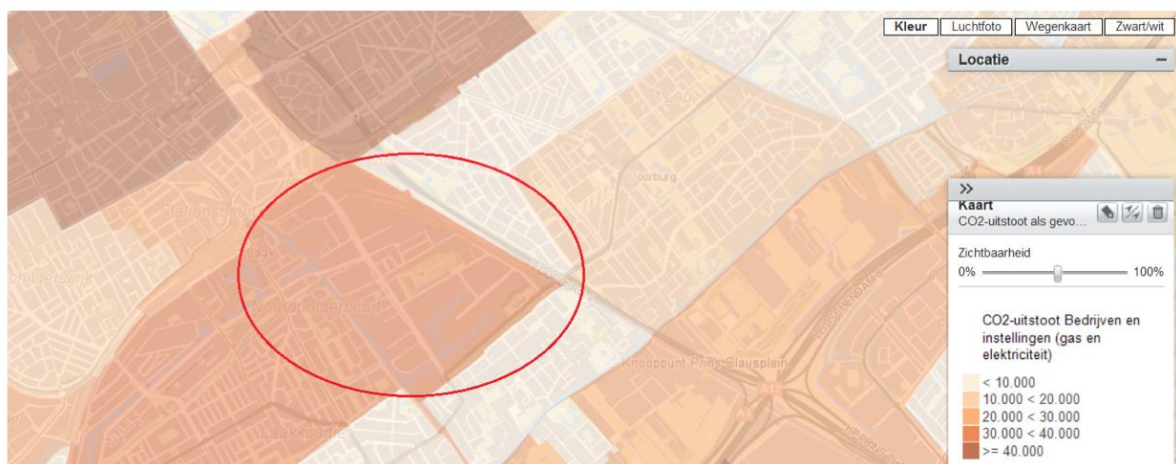 Kleur Luchtfoto Wegenkaart Zwart/wit
Locatie
Voorburg
Knooppunt Prins Clausplein
Kaart
CO2-uitstoot als gevo...
Zichtbaarheid
0% 100%
CO2-uitstoot Bedrijven en
instellingen (gas en
elektriciteit)
< 10.000
10.000 < 20.000
20.000 < 30.000
30.000 < 40.000
>= 40.000